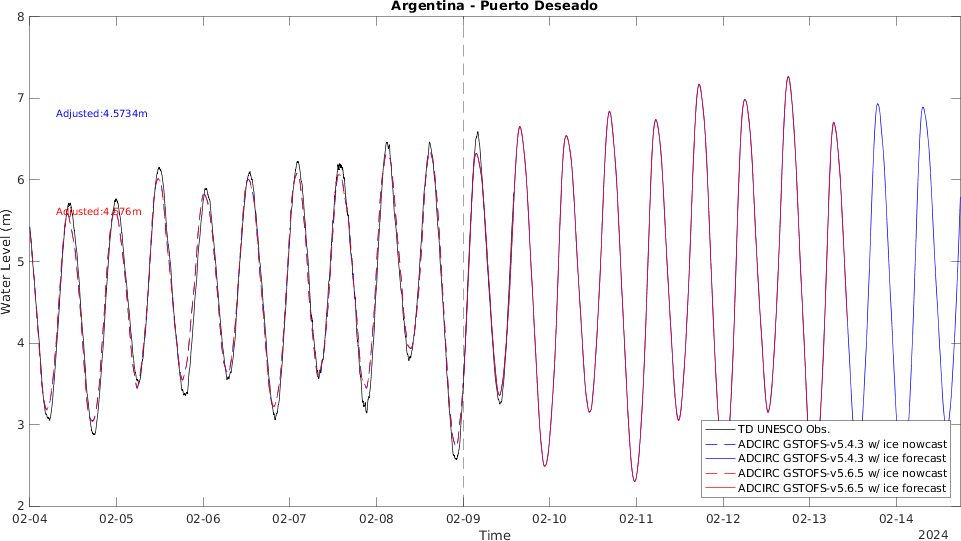 Argentina - Puerto Deseado
8
7
6
5
4
3
2
Water Level (m)
Adjusted:4.5734m
Adjusted:4.576m
TD UNESCO Obs.
ADCIRC GSTOFS-v5.4.3 w/ ice nowcast
ADCIRC GSTOFS-v5.4.3 w/ ice forecast
ADCIRC GSTOFS-v5.6.5 w/ ice nowcast
ADCIRC GSTOFS-v5.6.5 w/ ice forecast
02-04 02-05 02-06 02-07 02-08 02-09 02-10 02-11 02-12 02-13 02-14
Time
2024